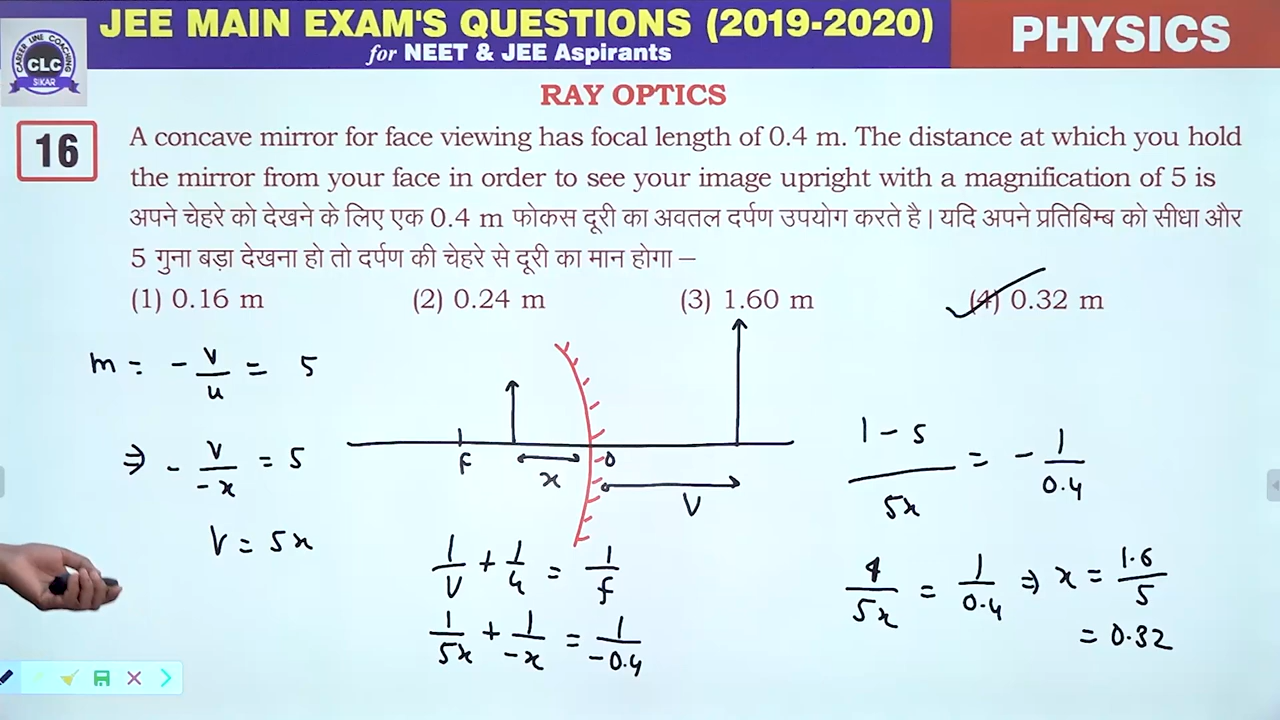 JEE MAIN EXAM'S QUESTIONS (2019-2020)
for NEET & JEE Aspirants
PHYSICS
CAREER LINE COACHING
CLC
SIKAR
RAY OPTICS
16
A concave mirror for face viewing has focal length of 0.4 m. The distance at which you hold
the mirror from your face in order to see your image upright with a magnification of 5 is
अपने चेहरे को देखने के लिए एक 0.4 m फोकस दूरी का अवतल दर्पण उपयोग करते है। यदि अपने प्रतिबिम्ब को सीधा और
5 गुना बड़ा देखना हो तो दर्पण की चेहरे से दूरी का मान होगा –
(1) 0.16 m (2) 0.24 m (3) 1.60 m (4) 0.32 m
m = - v/u = 5
⇒ - v/-x = 5
v = 5x
F x O
V
1/v + 1/u = 1/f
1/5x + 1/-x = 1/-0.4
1-5/5x = - 1/0.4
4/5x = 1/0.4 ⇒ x = 1.6/5
= 0.32